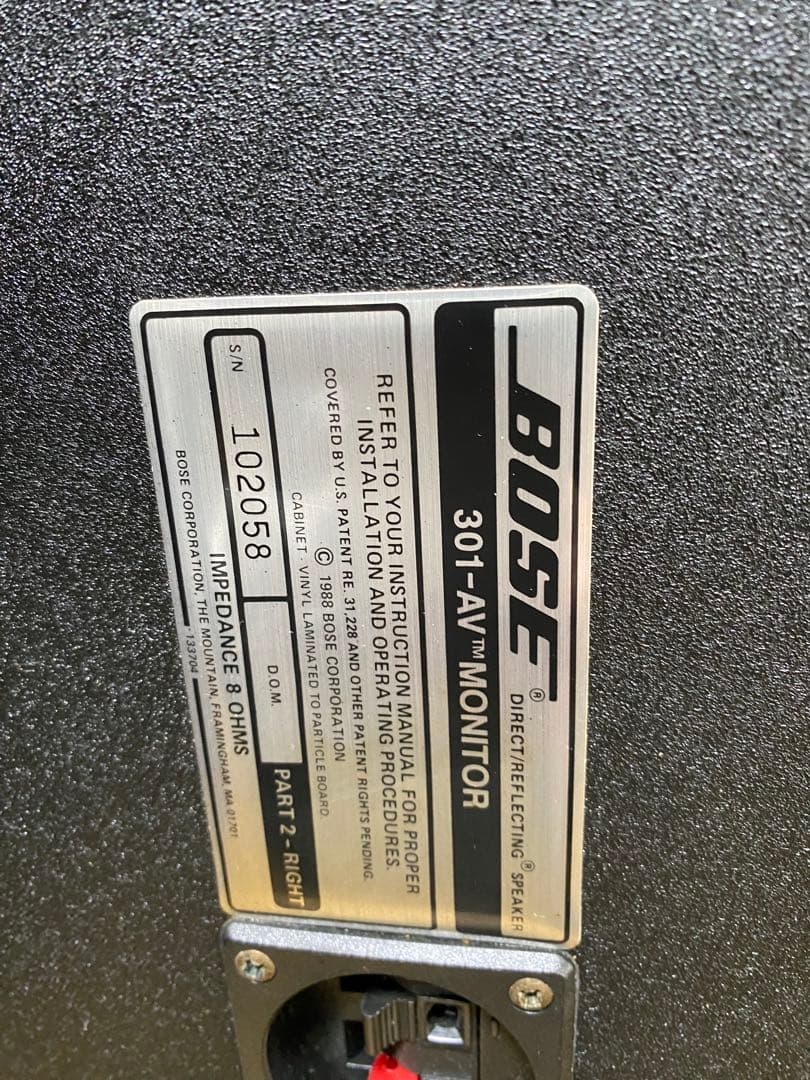 BOSE® DIRECT/REFLECTING® SPEAKER
301-AV™ MONITOR
REFER TO YOUR INSTRUCTION MANUAL FOR PROPER
INSTALLATION AND OPERATING PROCEDURES.
COVERED BY U.S. PATENT RE. 31,228 AND OTHER PATENT RIGHTS PENDING.
© 1988 BOSE CORPORATION
CABINET - VINYL LAMINATED TO PARTICLE BOARD
S/N 102058 D.O.M. PART 2 - RIGHT
IMPEDANCE 8 OHMS
BOSE CORPORATION, THE MOUNTAIN, FRAMINGHAM, MA 01701
133704